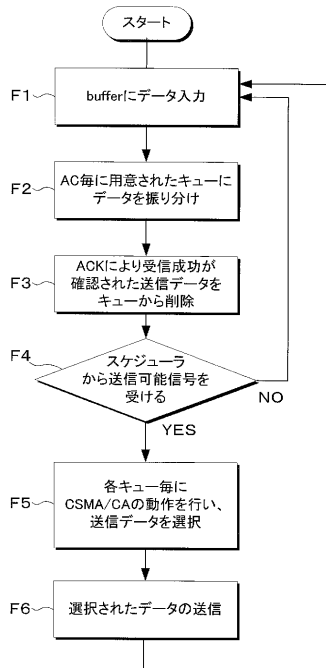 スタート
F1
bufferにデータ入力
F2
AC毎に用意されたキューに
データを振り分け
F3
ACKにより受信成功が
確認された送信データを
キューから削除
F4
スケジューラ
から送信可能信号を
受ける
NO
YES
F5
各キュー毎に
CSMA/CAの動作を行い、
送信データを選択
F6
選択されたデータの送信